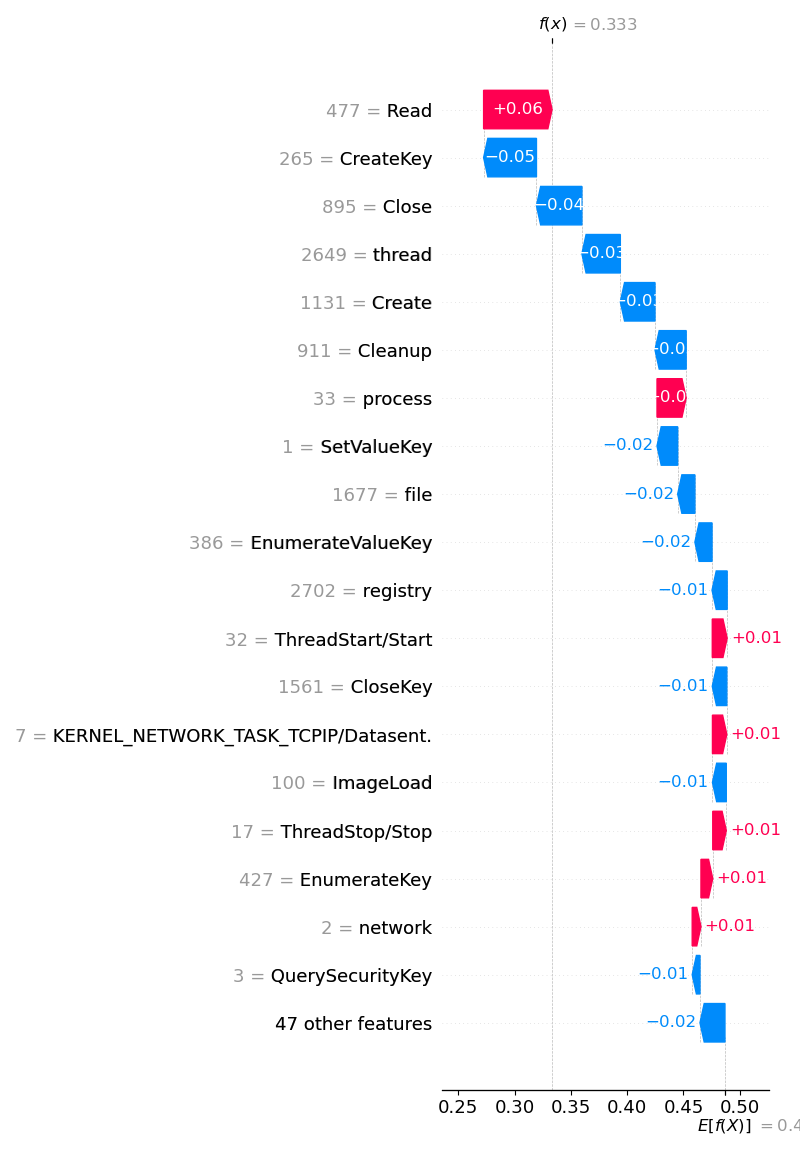 f(x) = 0.333
477 = Read +0.06
265 = CreateKey −0.05
895 = Close −0.04
2649 = thread −0.03
1131 = Create
911 = Cleanup
33 = process
1 = SetValueKey −0.02
1677 = file −0.02
386 = EnumerateValueKey −0.02
2702 = registry −0.01
32 = ThreadStart/Start +0.01
1561 = CloseKey −0.01
7 = KERNEL_NETWORK_TASK_TCPIP/Datasent. +0.01
100 = ImageLoad −0.01
17 = ThreadStop/Stop +0.01
427 = EnumerateKey +0.01
2 = network +0.01
3 = QuerySecurityKey −0.01
47 other features −0.02
0.25 0.30 0.35 0.40 0.45 0.50
E[f(X)] = 0.4